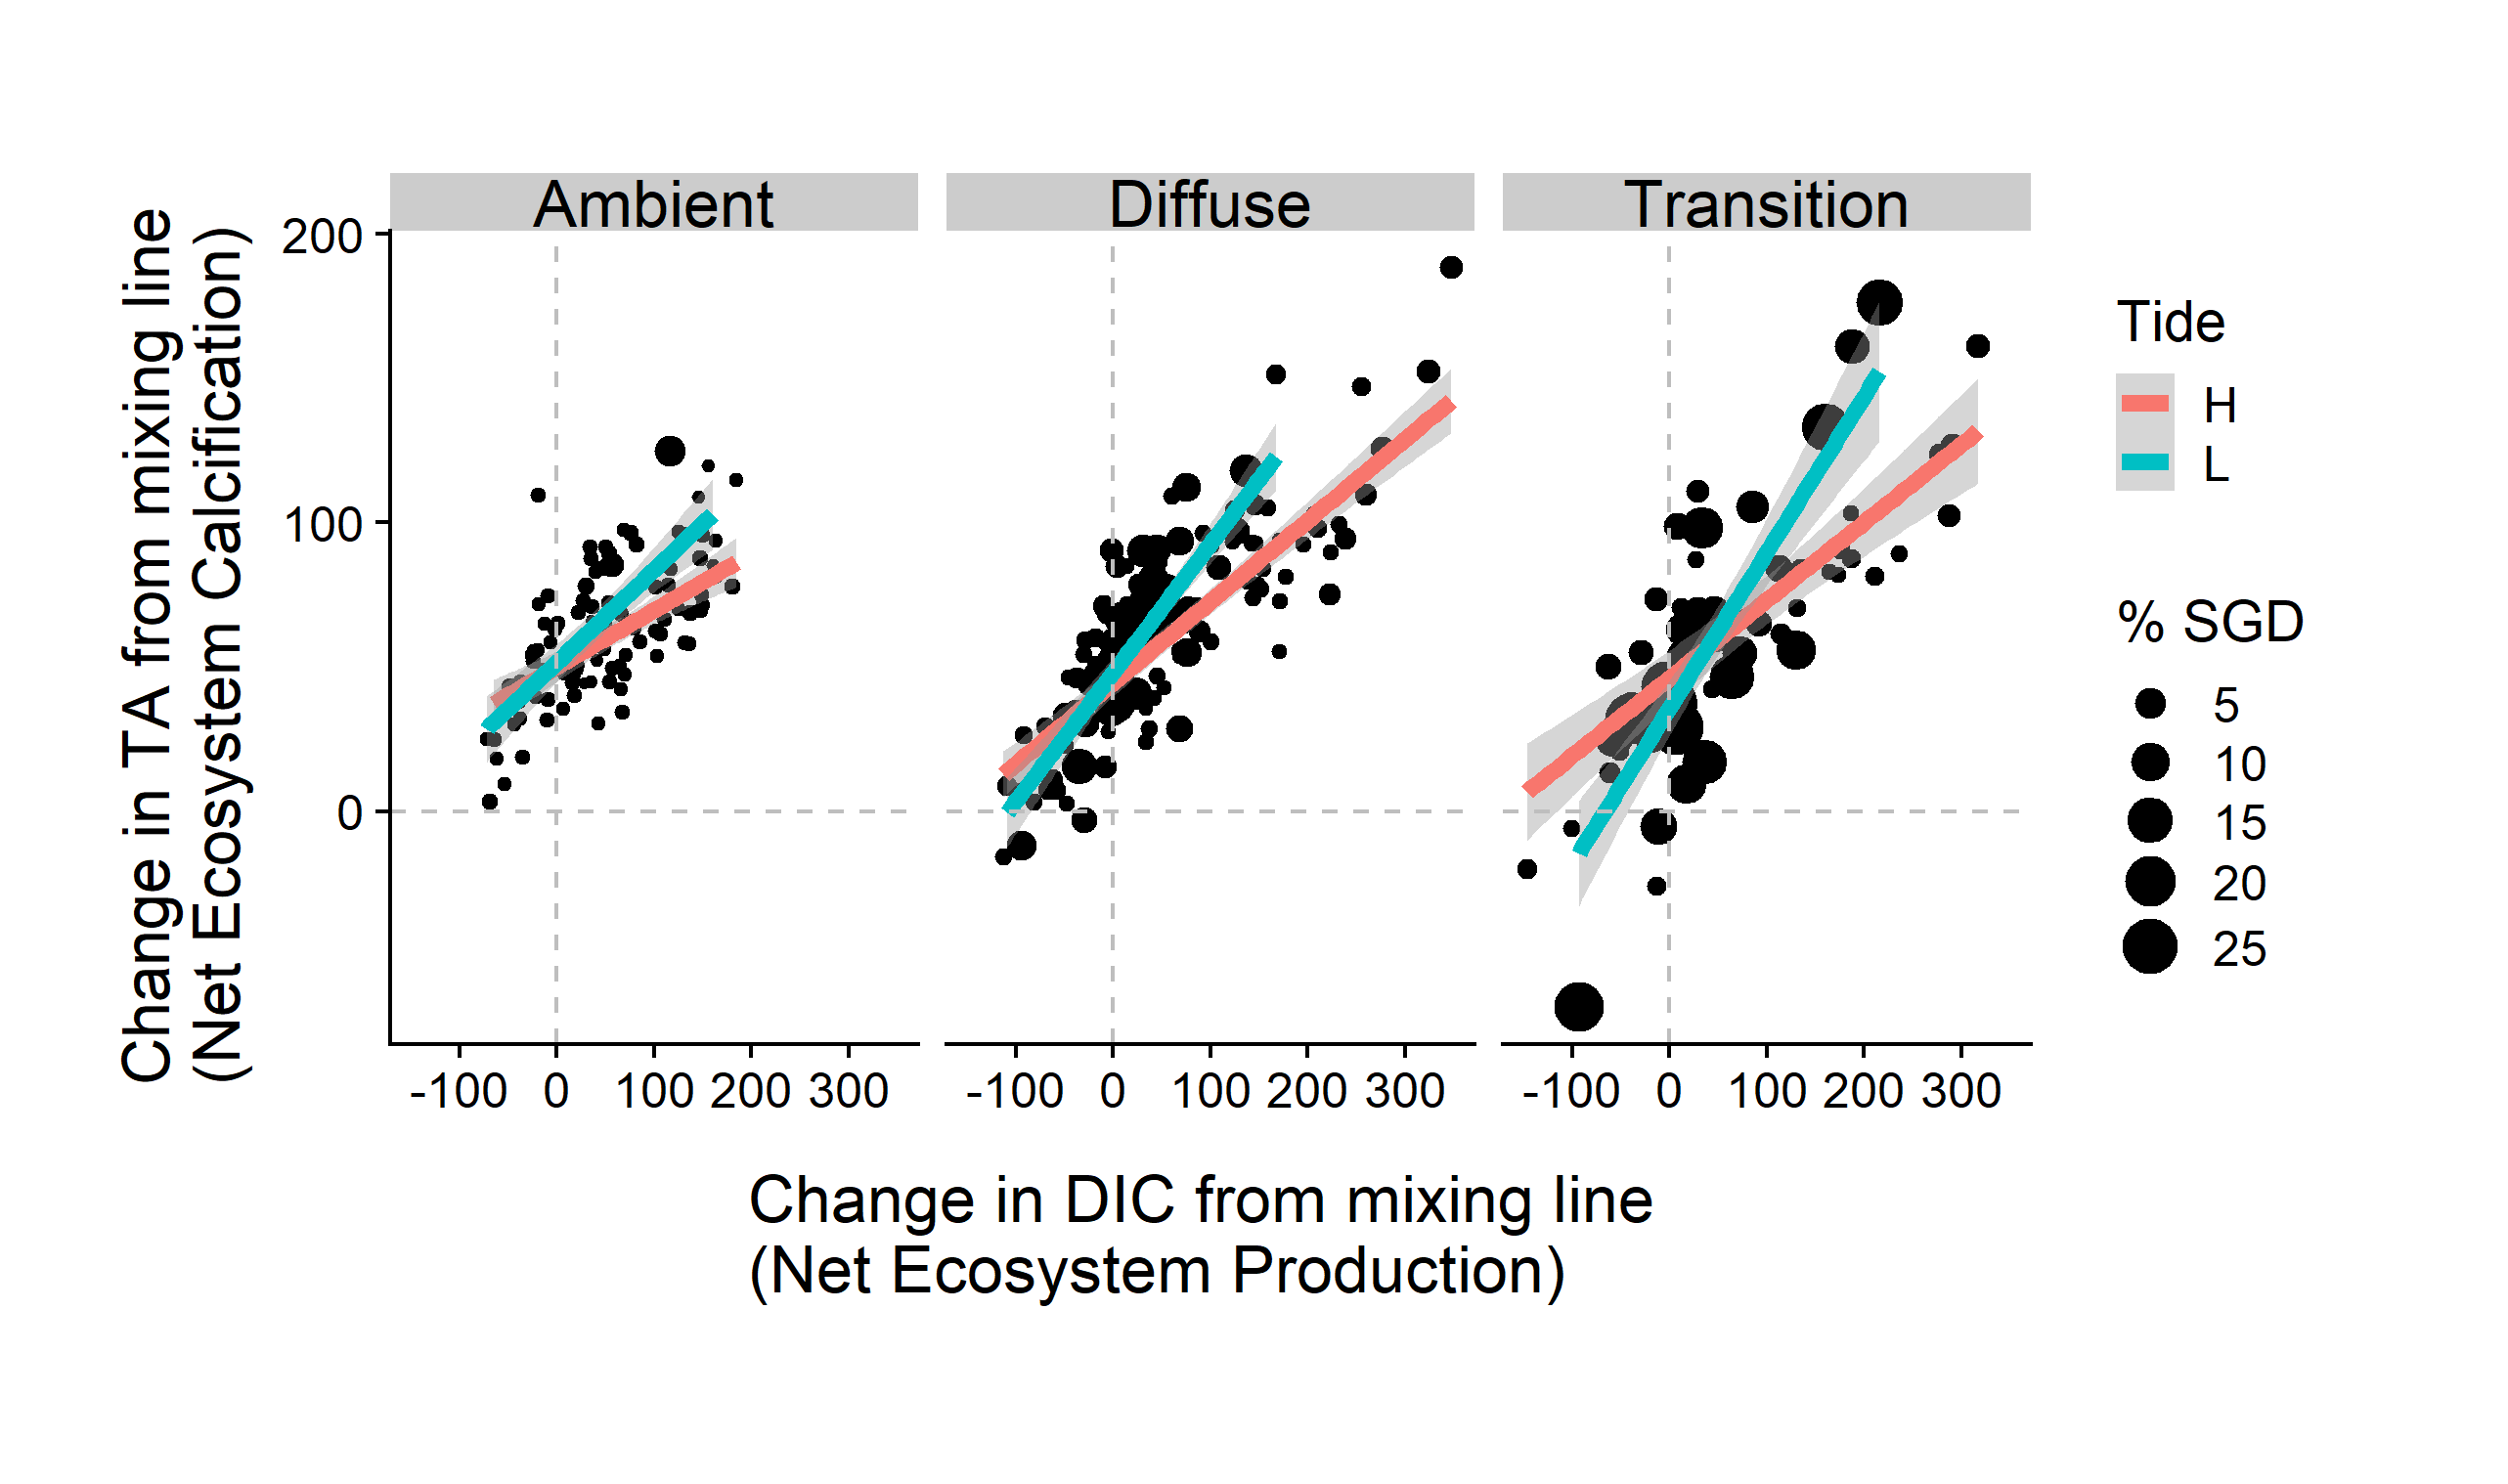 Ambient Diffuse Transition
Change in TA from mixing line
(Net Ecosystem Calcification)
200
100
0
-100 0 100 200 300 -100 0 100 200 300 -100 0 100 200 300
Change in DIC from mixing line
(Net Ecosystem Production)
Tide
H
L
% SGD
5
10
15
20
25